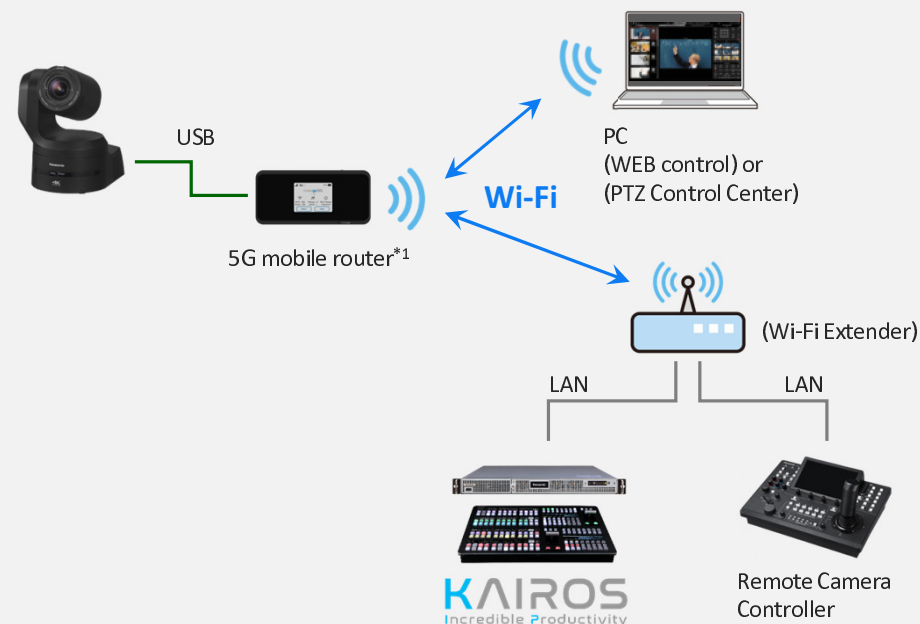 USB
5G mobile router*1
Wi-Fi
PC
(WEB control) or
(PTZ Control Center)
(Wi-Fi Extender)
LAN
LAN
Panasonic
KAIROS
Incredible Productivity
Remote Camera
Controller